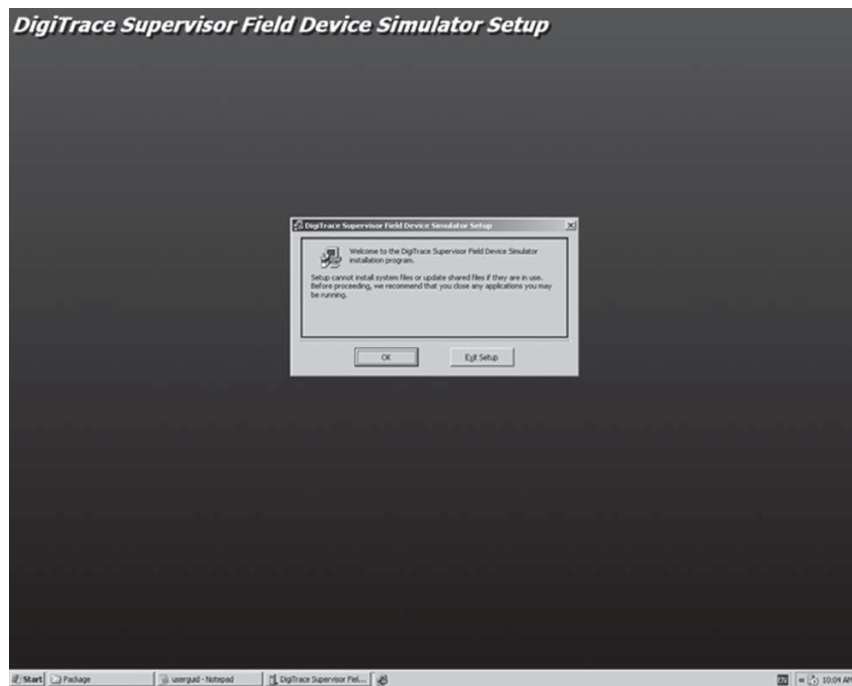 DigiTrace Supervisor Field Device Simulator Setup
DigiTrace Supervisor Field Device Simulator Setup
Welcome to the DigiTrace Supervisor Field Device Simulator
installation program.
Setup cannot install system files or update shared files if they are in use.
Before proceeding, we recommend that you close any applications you may
be running.
OK
Exit Setup
Start
Package
userguid - Notepad
DigiTrace Supervisor Fiel...
EN
«
10:04 AM